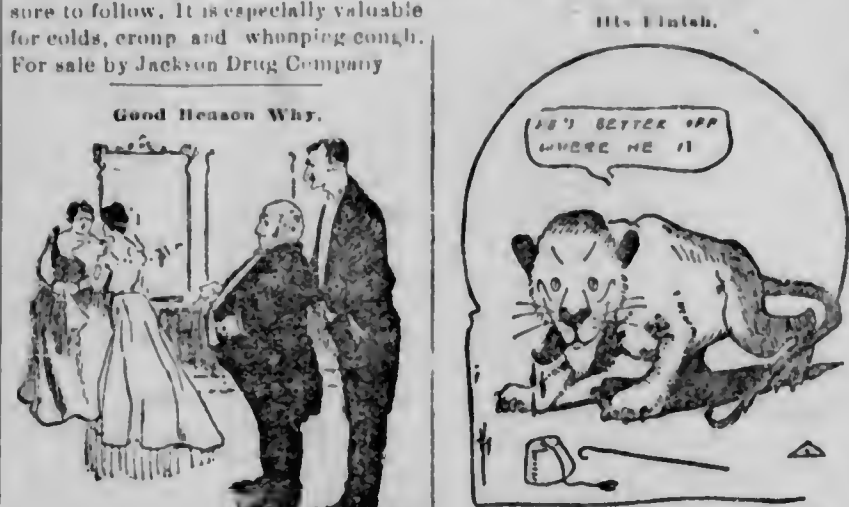 sure to follow. It is especially valuable
for colds, croup and whooping cough.
For sale by Jackson Drug Company
Good Reason Why.
His Finish.
HE'S BETTER OFF
WHERE HE IS